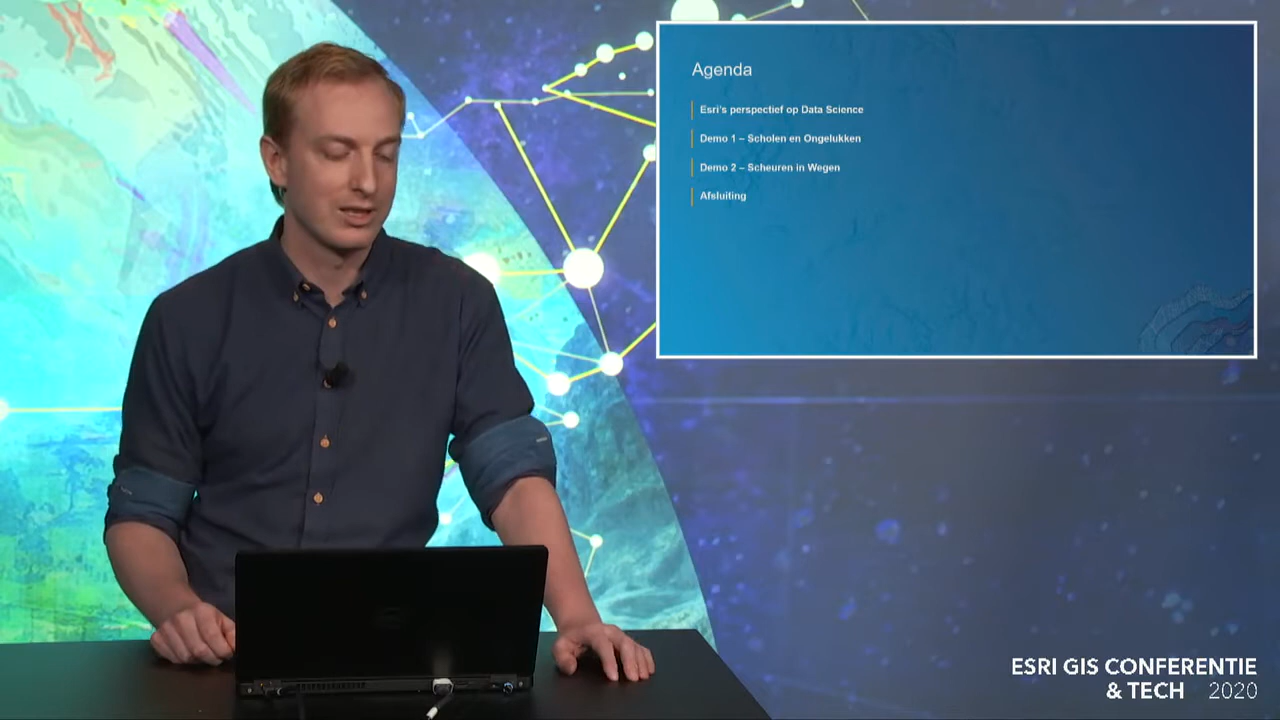 Agenda
Esri's perspectief op Data Science
Demo 1 – Scholen en Ongelukken
Demo 2 – Scheuren in Wegen
Afsluiting
ESRI GIS CONFERENTIE
& TECH 2020